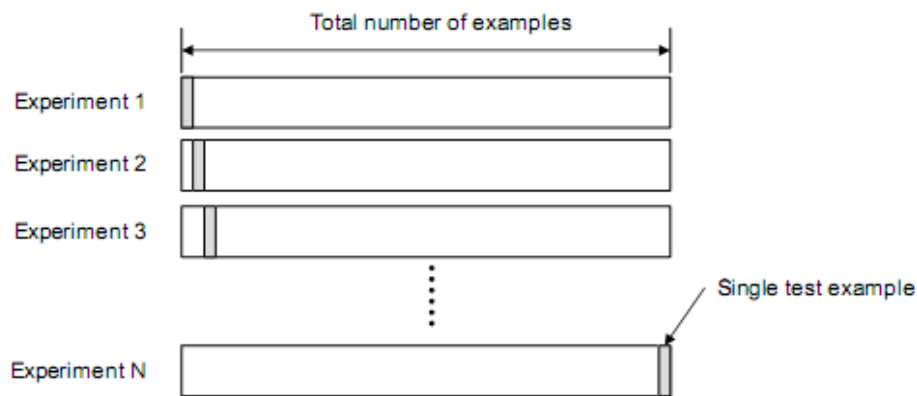 Total number of examples
Experiment 1
Experiment 2
Experiment 3
Single test example
Experiment N